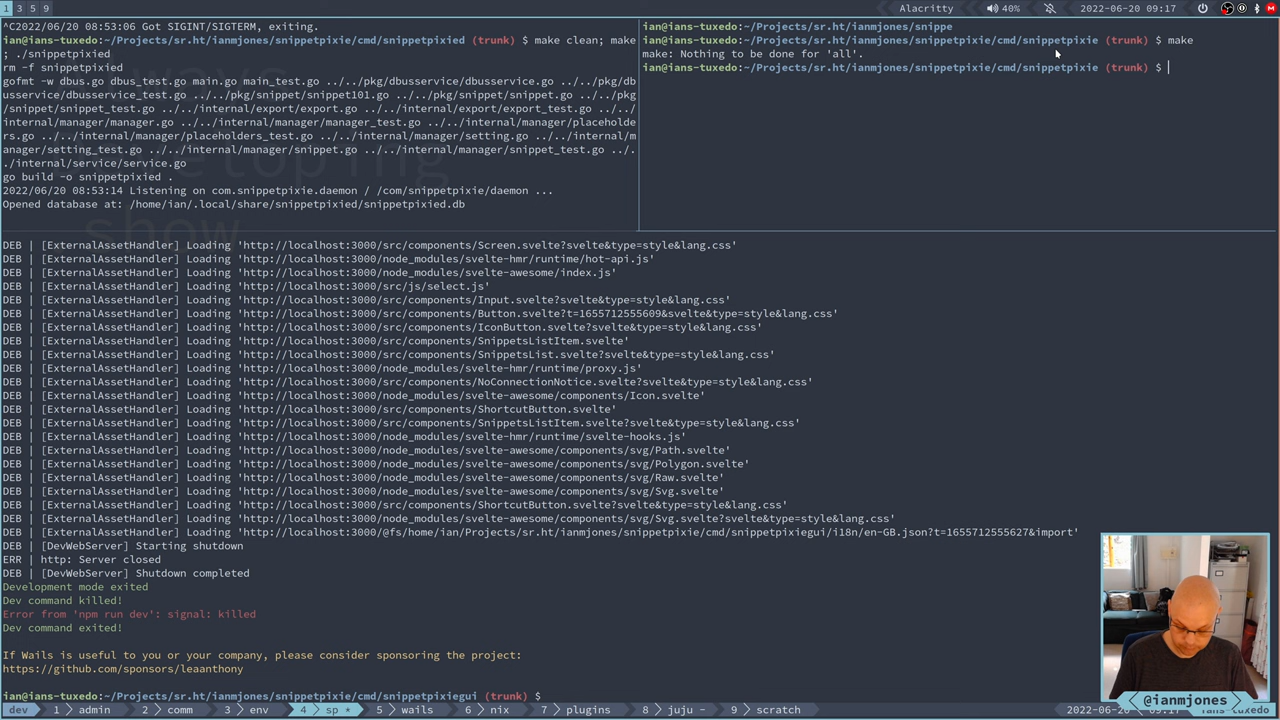 1 3 5 9
Alacritty
40%
2022-06-20 09:17
^C2022/06/20 08:53:06 Got SIGINT/SIGTERM, exiting.
ian@ians-tuxedo:~/Projects/sr.ht/ianmjones/snippetpixie/cmd/snippetpixied (trunk) $ make clean; make
; ./snippetpixied
rm -f snippetpixied
gofmt -w dbus.go dbus_test.go main.go main_test.go ../../pkg/dbusservice/dbusservice.go ../../pkg/db
usservice/dbusservice_test.go ../../pkg/snippet/snippet101.go ../../pkg/snippet/snippet.go ../../pkg
/snippet/snippet_test.go ../../internal/export/export.go ../../internal/export/export_test.go ../../
internal/manager/manager.go ../../internal/manager/manager_test.go ../../internal/manager/placeholde
rs.go ../../internal/manager/placeholders_test.go ../../internal/manager/setting.go ../../internal/m
anager/setting_test.go ../../internal/manager/snippet.go ../../internal/manager/snippet_test.go ../.
./internal/service/service.go
go build -o snippetpixied .
2022/06/20 08:53:14 Listening on com.snippetpixie.daemon / /com/snippetpixie/daemon ...
Opened database at: /home/ian/.local/share/snippetpixied/snippetpixied.db
ian@ians-tuxedo:~/Projects/sr.ht/ianmjones/snippe
ian@ians-tuxedo:~/Projects/sr.ht/ianmjones/snippetpixie/cmd/snippetpixie (trunk) $ make
make: Nothing to be done for 'all'.
ian@ians-tuxedo:~/Projects/sr.ht/ianmjones/snippetpixie/cmd/snippetpixie (trunk) $
DEB | [ExternalAssetHandler] Loading 'http://localhost:3000/src/components/Screen.svelte?svelte&type=style&lang.css'
DEB | [ExternalAssetHandler] Loading 'http://localhost:3000/node_modules/svelte-hmr/runtime/hot-api.js'
DEB | [ExternalAssetHandler] Loading 'http://localhost:3000/node_modules/svelte-awesome/index.js'
DEB | [ExternalAssetHandler] Loading 'http://localhost:3000/src/js/select.js'
DEB | [ExternalAssetHandler] Loading 'http://localhost:3000/src/components/Input.svelte?svelte&type=style&lang.css'
DEB | [ExternalAssetHandler] Loading 'http://localhost:3000/src/components/Button.svelte?t=1655712555609&svelte&type=style&lang.css'
DEB | [ExternalAssetHandler] Loading 'http://localhost:3000/src/components/IconButton.svelte?svelte&type=style&lang.css'
DEB | [ExternalAssetHandler] Loading 'http://localhost:3000/src/components/SnippetsListItem.svelte'
DEB | [ExternalAssetHandler] Loading 'http://localhost:3000/src/components/SnippetsList.svelte?svelte&type=style&lang.css'
DEB | [ExternalAssetHandler] Loading 'http://localhost:3000/node_modules/svelte-hmr/runtime/proxy.js'
DEB | [ExternalAssetHandler] Loading 'http://localhost:3000/src/components/NoConnectionNotice.svelte?svelte&type=style&lang.css'
DEB | [ExternalAssetHandler] Loading 'http://localhost:3000/node_modules/svelte-awesome/components/Icon.svelte'
DEB | [ExternalAssetHandler] Loading 'http://localhost:3000/src/components/ShortcutButton.svelte'
DEB | [ExternalAssetHandler] Loading 'http://localhost:3000/src/components/SnippetsListItem.svelte?svelte&type=style&lang.css'
DEB | [ExternalAssetHandler] Loading 'http://localhost:3000/node_modules/svelte-hmr/runtime/svelte-hooks.js'
DEB | [ExternalAssetHandler] Loading 'http://localhost:3000/node_modules/svelte-awesome/components/svg/Path.svelte'
DEB | [ExternalAssetHandler] Loading 'http://localhost:3000/node_modules/svelte-awesome/components/svg/Polygon.svelte'
DEB | [ExternalAssetHandler] Loading 'http://localhost:3000/node_modules/svelte-awesome/components/svg/Raw.svelte'
DEB | [ExternalAssetHandler] Loading 'http://localhost:3000/node_modules/svelte-awesome/components/svg/Svg.svelte'
DEB | [ExternalAssetHandler] Loading 'http://localhost:3000/src/components/ShortcutButton.svelte?svelte&type=style&lang.css'
DEB | [ExternalAssetHandler] Loading 'http://localhost:3000/node_modules/svelte-awesome/components/svg/Svg.svelte?svelte&type=style&lang.css'
DEB | [ExternalAssetHandler] Loading 'http://localhost:3000/@fs/home/ian/Projects/sr.ht/ianmjones/snippetpixie/cmd/snippetpixiegui/i18n/en-GB.json?t=1655712555627&import'
DEB | [DevWebServer] Starting shutdown
ERR | http: Server closed
DEB | [DevWebServer] Shutdown completed
Development mode exited
Dev command killed!
Error from 'npm run dev': signal: killed
Dev command exited!
If Wails is useful to you or your company, please consider sponsoring the project:
https://github.com/sponsors/leaanthony
ian@ians-tuxedo:~/Projects/sr.ht/ianmjones/snippetpixie/cmd/snippetpixiegui (trunk) $
dev 1 admin 2 comm 3 env 4 sp * 5 wails 6 nix 7 plugins 8 juju - 9 scratch
@ianmjones